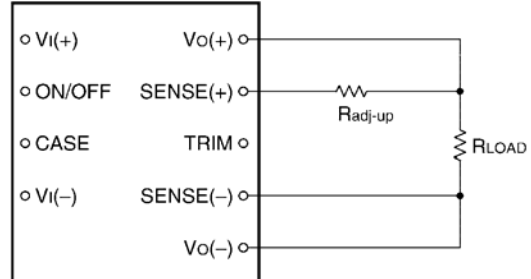 VI(+) VO(+)
ON/OFF SENSE(+)
Radj-up
CASE TRIM
RLOAD
VI(–) SENSE(–)
VO(–)